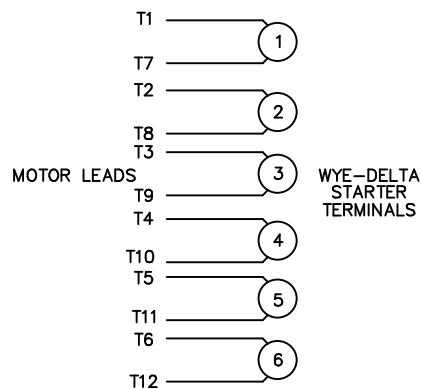 T1
1
T7
T2
2
T8
T3
MOTOR LEADS
3
WYE-DELTA
STARTER
TERMINALS
T9
T4
4
T10
T5
5
T11
T6
6
T12